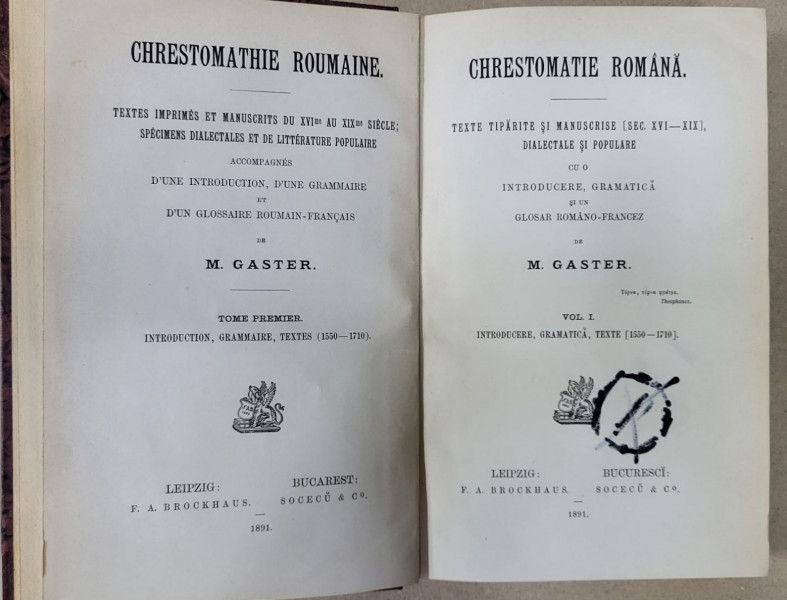 CHRESTOMATHIE ROUMAINE.
TEXTES IMPRIMÉS ET MANUSCRITS DU XVIme AU XIXme SIÈCLE;
SPÉCIMENS DIALECTALES ET DE LITTÉRATURE POPULAIRE
ACCOMPAGNÉS
D'UNE INTRODUCTION, D'UNE GRAMMAIRE
ET
D'UN GLOSSAIRE ROUMAIN-FRANÇAIS
DE
M. GASTER.
TOME PREMIER.
INTRODUCTION, GRAMMAIRE, TEXTES (1550—1710).
LEIPZIG:
F. A. BROCKHAUS.
BUCAREST:
SOCECŬ & Co.
1891.
CHRESTOMATIE ROMÂNĂ.
TEXTE TIPĂRITE ŞI MANUSCRISE [SEC. XVI—XIX],
DIALECTALE ŞI POPULARE
CU O
INTRODUCERE, GRAMATICĂ
ŞI UN
GLOSAR ROMÂNO-FRANCEZ
DE
M. GASTER.
Τόρνα, τόρνα φράτρε.
Theophanes.
VOL. I.
INTRODUCERE, GRAMATICĂ, TEXTE [1550—1710].
LEIPZIG:
F. A. BROCKHAUS.
BUCURESCĬ:
SOCECŬ & Co.
1891.